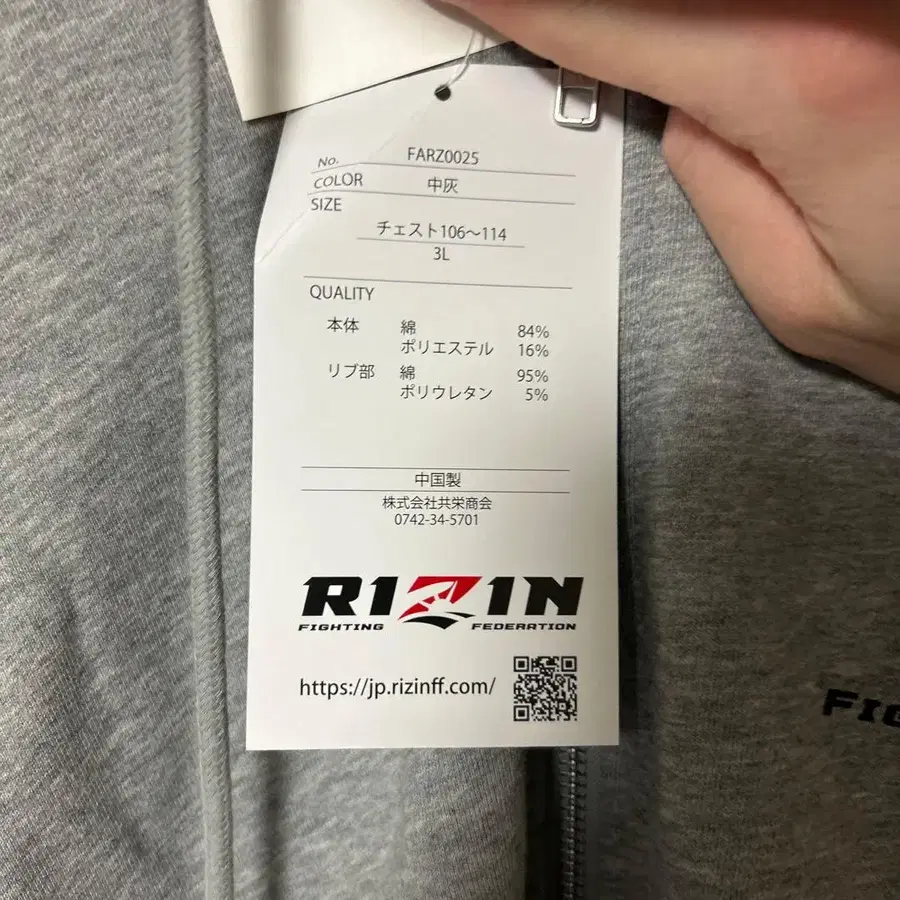 No. FARZ0025
COLOR 中灰
SIZE
チェスト106～114
3L
QUALITY
本体 綿 84%
ポリエステル 16%
リブ部 綿 95%
ポリウレタン 5%
中国製
株式会社共栄商会
0742-34-5701
RIZIN
FIGHTING FEDERATION
https://jp.rizinff.com/